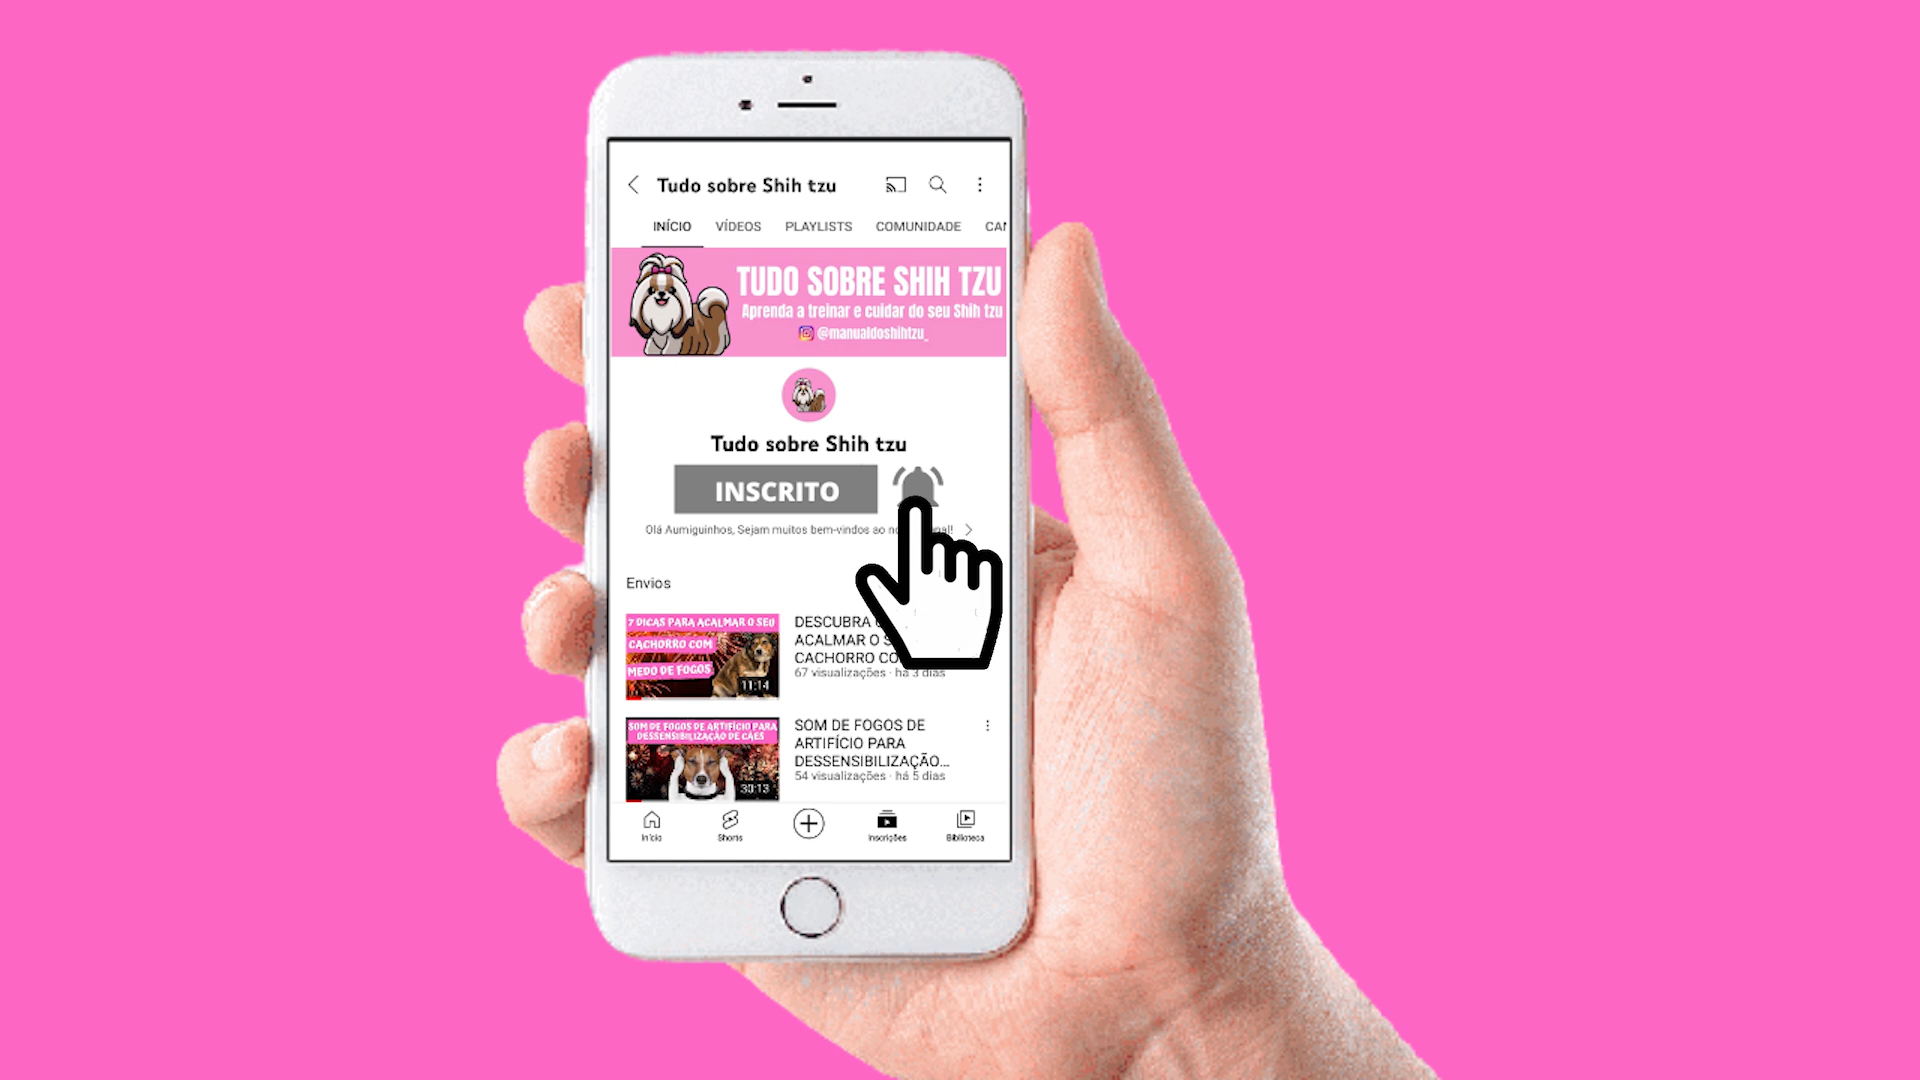 Tudo sobre Shih tzu
INÍCIO VÍDEOS PLAYLISTS COMUNIDADE CAN
TUDO SOBRE SHIH TZU
Aprenda a treinar e cuidar do seu Shih tzu
@manualdoshihtzu_
Tudo sobre Shih tzu
INSCRITO
Olá Aumiguinhos, Sejam muitos bem-vindos ao
Envios
7 DICAS PARA ACALMAR O SEU
CACHORRO COM
MEDO DE FOGOS
11:14
DESCUBRA
ACALMAR O
CACHORRO
67 visualizações · há 3 dias
SOM DE FOGOS DE ARTIFÍCIO PARA
DESSENSIBILIZAÇÃO DE CÃES
30:13
SOM DE FOGOS DE
ARTIFÍCIO PARA
DESSENSIBILIZAÇÃO...
54 visualizações · há 5 dias
Início Shorts Inscrições Biblioteca